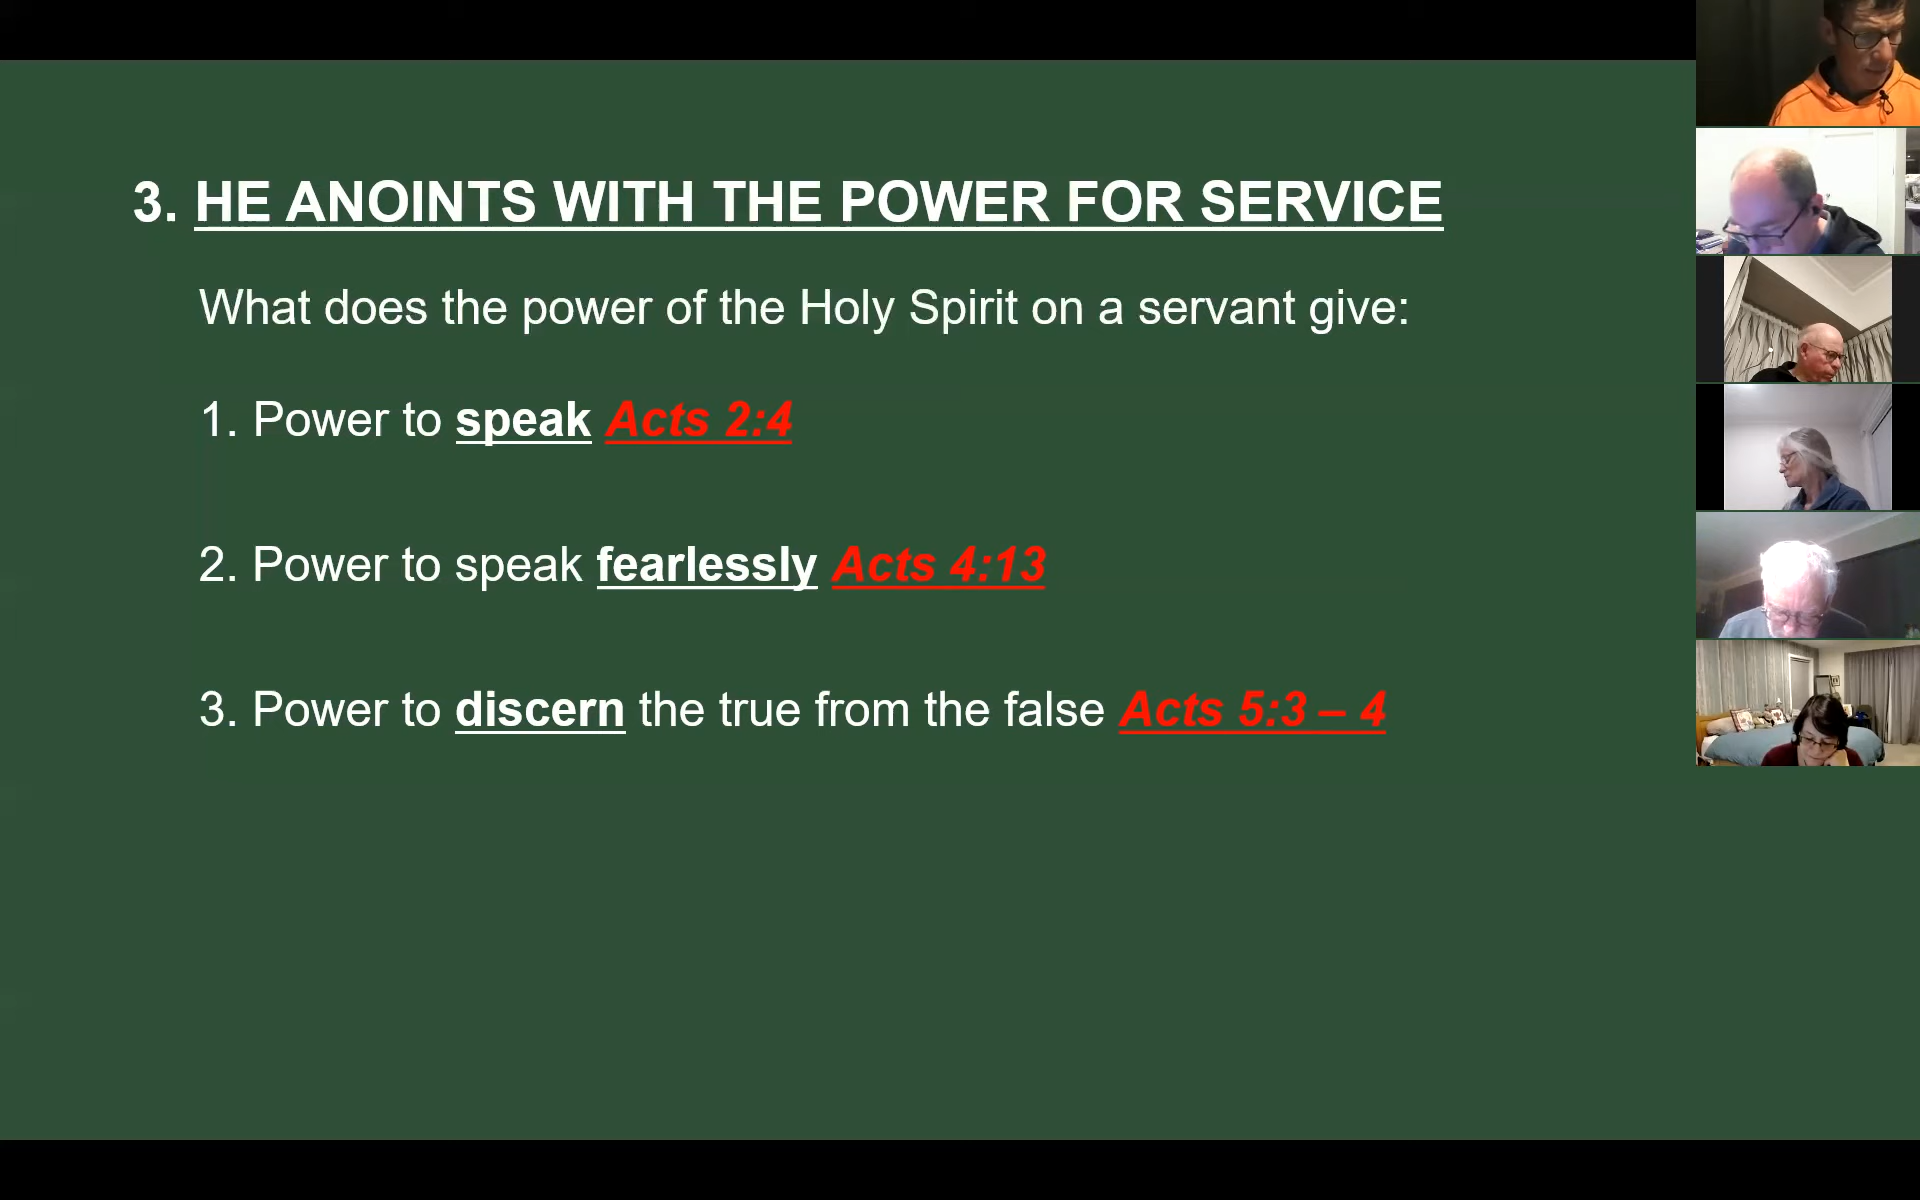 3. HE ANOINTS WITH THE POWER FOR SERVICE
What does the power of the Holy Spirit on a servant give:
1. Power to speak Acts 2:4
2. Power to speak fearlessly Acts 4:13
3. Power to discern the true from the false Acts 5:3 – 4